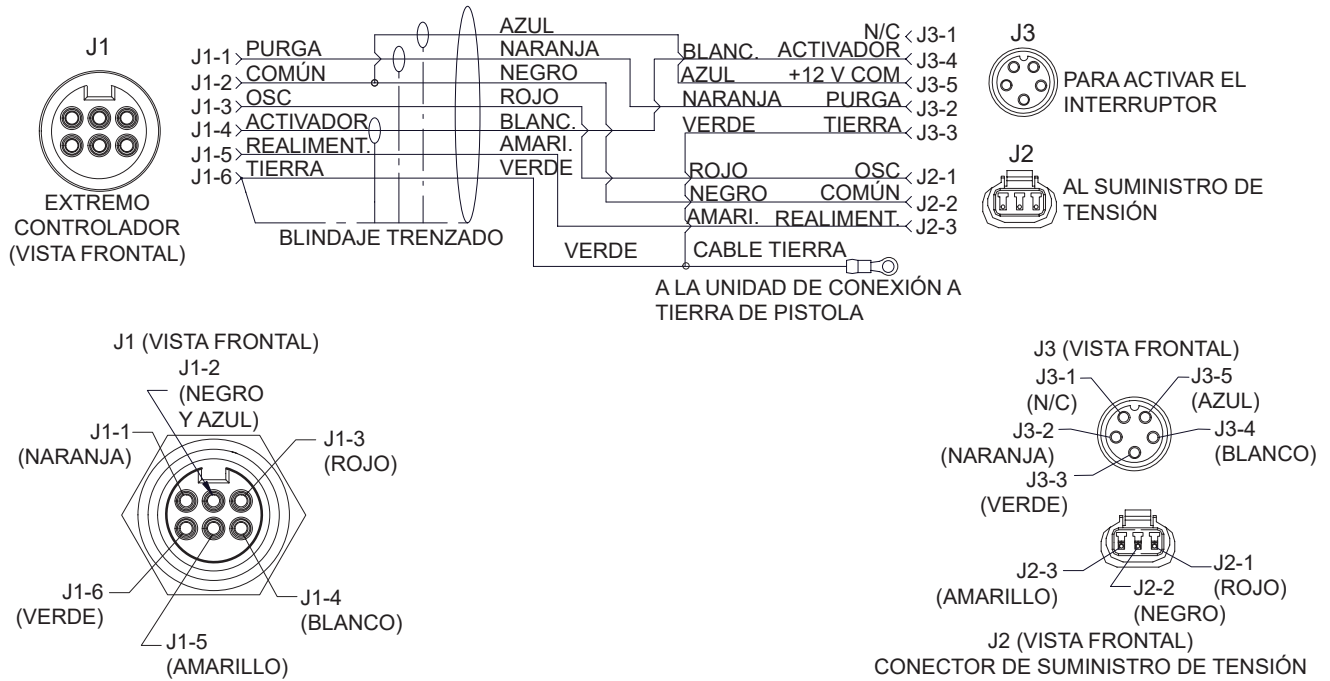 J1
J1-1 PURGA AZUL
J1-2 COMÚN NARANJA
J1-3 OSC NEGRO
J1-4 ACTIVADOR ROJO
J1-5 REALIMENT. BLANC.
J1-6 TIERRA AMARI.
VERDE
EXTREMO
CONTROLADOR
(VISTA FRONTAL)
BLINDAJE TRENZADO
N/C J3-1
BLANC. ACTIVADOR J3-4
AZUL +12 V COM J3-5
NARANJA PURGA J3-2
VERDE TIERRA J3-3
ROJO OSC J2-1
NEGRO COMÚN J2-2
AMARI. REALIMENT. J2-3
VERDE CABLE TIERRA
A LA UNIDAD DE CONEXIÓN A
TIERRA DE PISTOLA
J3
PARA ACTIVAR EL
INTERRUPTOR
J2
AL SUMINISTRO DE
TENSIÓN
J1 (VISTA FRONTAL)
J1-2
(NEGRO
Y AZUL)
J1-1
(NARANJA)
J1-3
(ROJO)
J1-6
(VERDE)
J1-4
(BLANCO)
J1-5
(AMARILLO)
J3 (VISTA FRONTAL)
J3-1
(N/C)
J3-5
(AZUL)
J3-2
(NARANJA)
J3-4
(BLANCO)
J3-3
(VERDE)
J2-3
(AMARILLO)
J2-1
(ROJO)
J2-2
(NEGRO)
J2 (VISTA FRONTAL)
CONECTOR DE SUMINISTRO DE TENSIÓN